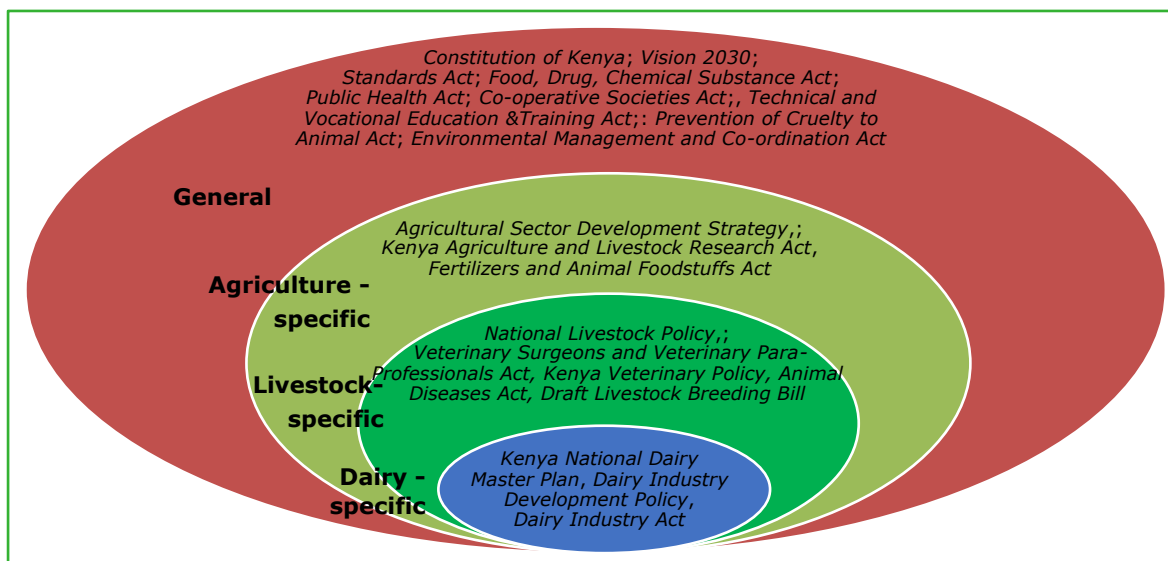 Constitution of Kenya; Vision 2030;
Standards Act; Food, Drug, Chemical Substance Act;
Public Health Act; Co-operative Societies Act;, Technical and
Vocational Education &Training Act;: Prevention of Cruelty to
Animal Act; Environmental Management and Co-ordination Act
General
Agricultural Sector Development Strategy,;
Kenya Agriculture and Livestock Research Act,
Fertilizers and Animal Foodstuffs Act
Agriculture -
specific
National Livestock Policy,;
Veterinary Surgeons and Veterinary Para-
Professionals Act, Kenya Veterinary Policy, Animal
Diseases Act, Draft Livestock Breeding Bill
Livestock-
specific
Kenya National Dairy
Master Plan, Dairy Industry
Development Policy,
Dairy Industry Act
Dairy -
specific